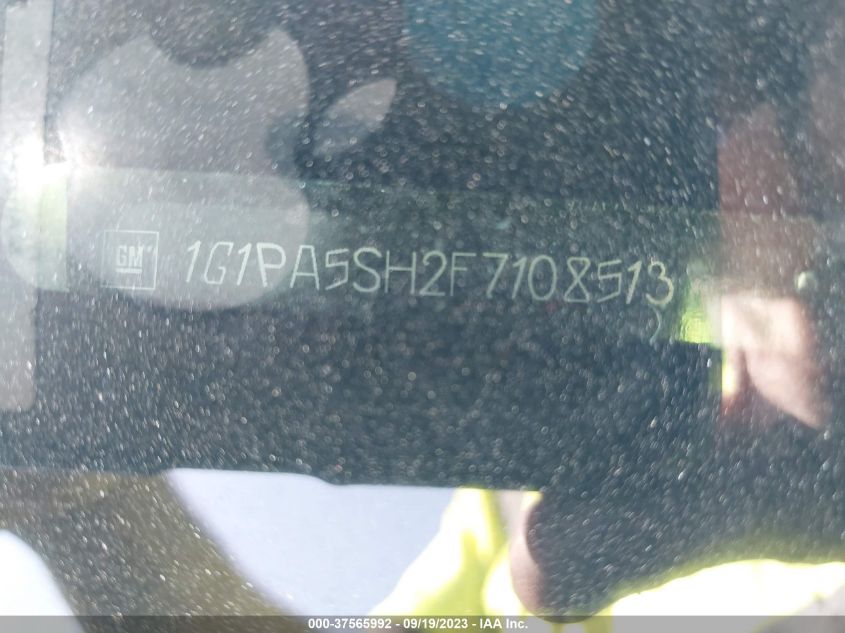 GM 1G1PA5SH2F7108513
000-37565992 - 09/19/2023 - IAA Inc.